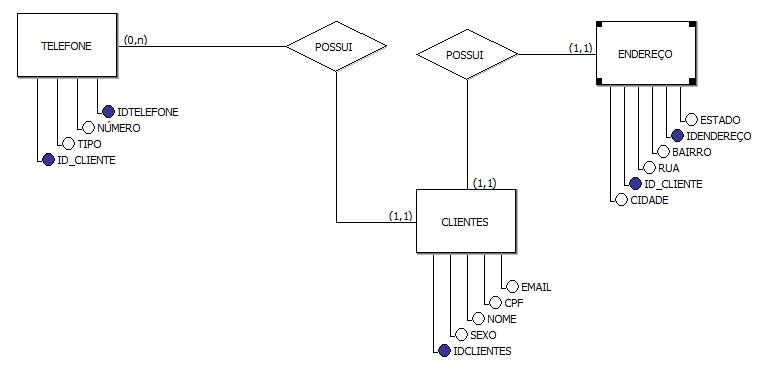 TELEFONE
(0,n)
POSSUI
POSSUI
(1,1)
ENDEREÇO
IDTELEFONE
NÚMERO
TIPO
ID_CLIENTE
ESTADO
IDENDEREÇO
BAIRRO
RUA
ID_CLIENTE
CIDADE
(1,1)
(1,1)
CLIENTES
EMAIL
CPF
NOME
SEXO
IDCLIENTES